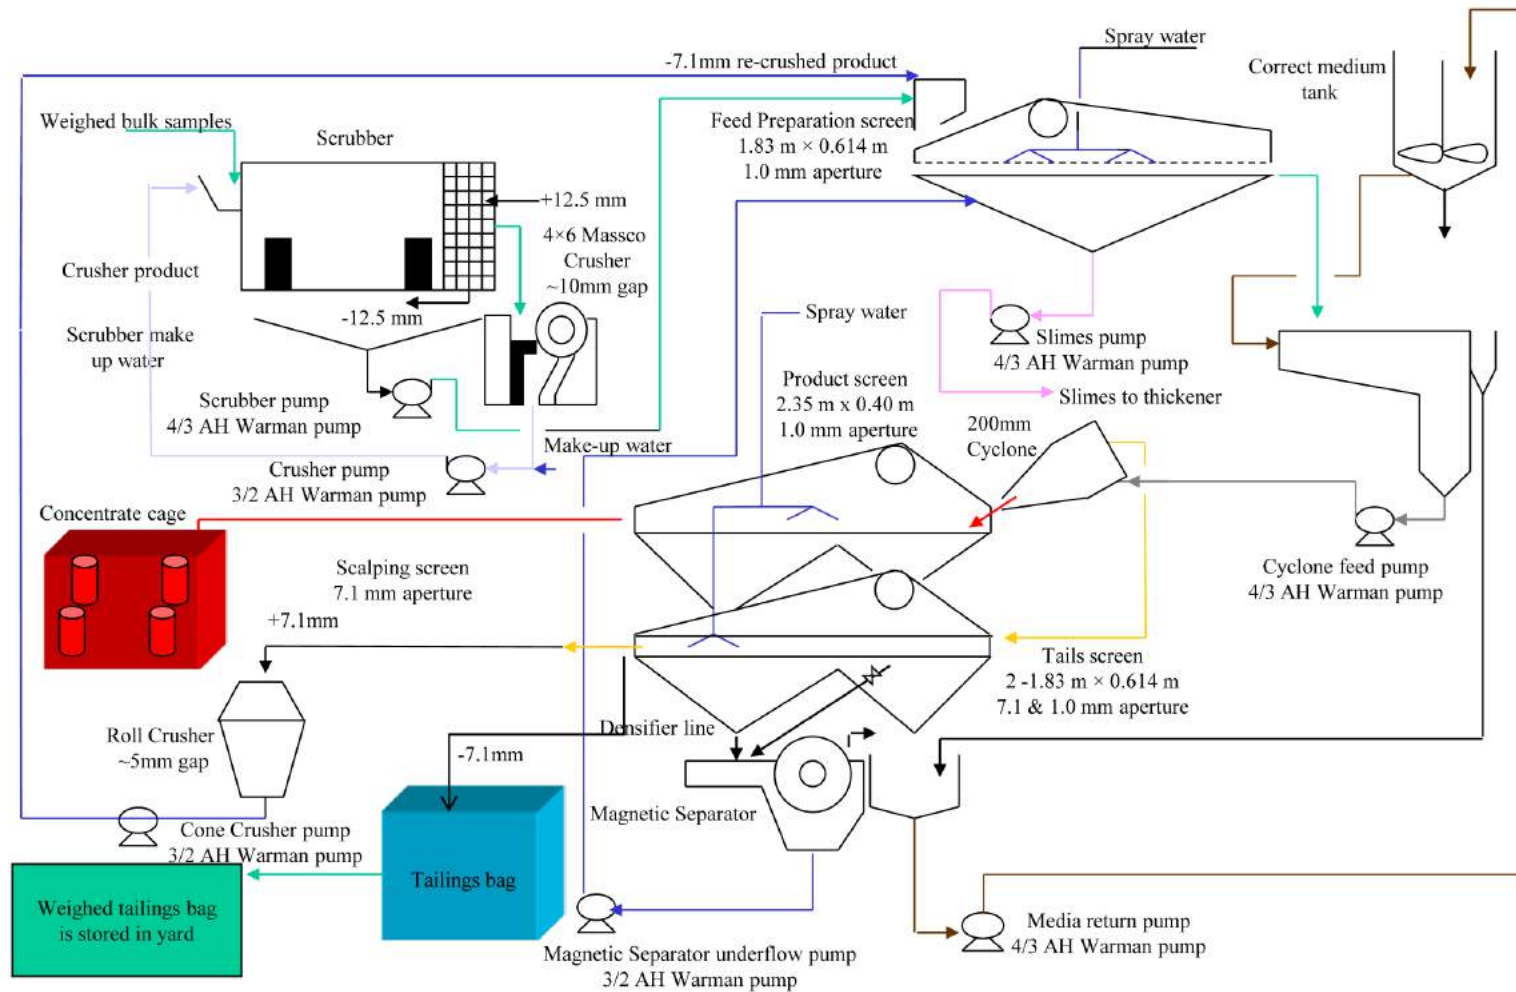 Spray water
-7.1mm re-crushed product
Correct medium
tank
Weighed bulk samples
Scrubber
Feed Preparation screen
1.83 m × 0.614 m
1.0 mm aperture
+12.5 mm
4×6 Massco
Crusher
~10mm gap
Crusher product
-12.5 mm
Scrubber make
up water
Spray water
Slimes pump
4/3 AH Warman pump
Product screen
2.35 m x 0.40 m
1.0 mm aperture
Slimes to thickener
Scrubber pump
4/3 AH Warman pump
200mm
Cyclone
Make-up water
Crusher pump
3/2 AH Warman pump
Concentrate cage
Scalping screen
7.1 mm aperture
Cyclone feed pump
4/3 AH Warman pump
+7.1mm
Tails screen
2 -1.83 m × 0.614 m
7.1 & 1.0 mm aperture
Roll Crusher
~5mm gap
Densifier line
-7.1mm
Magnetic Separator
Cone Crusher pump
3/2 AH Warman pump
Tailings bag
Weighed tailings bag
is stored in yard
Media return pump
4/3 AH Warman pump
Magnetic Separator underflow pump
3/2 AH Warman pump